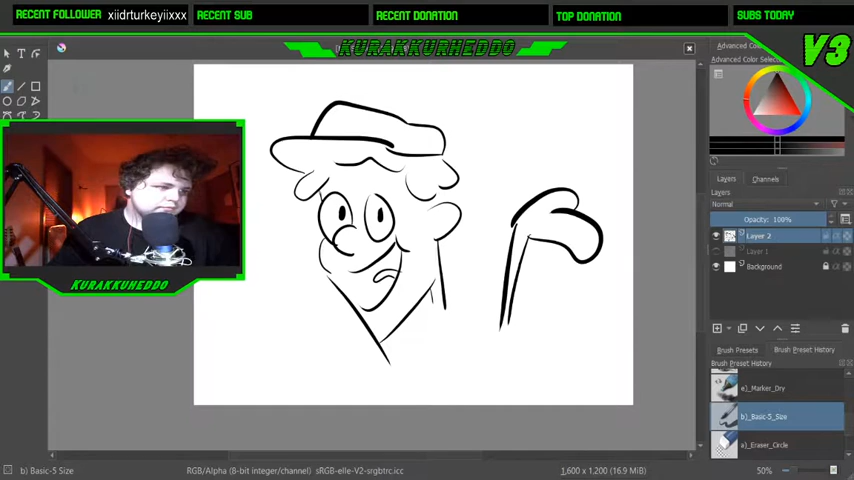 RECENT FOLLOWER xiidrturkeyiixxx
RECENT SUB
RECENT DONATION
TOP DONATION
SUBS TODAY
KURAKKURHEDDO
V3
Advanced Color Selec...
Layers Channels
Layers
Normal
Opacity: 100%
Layer 2
Layer 1
Background
KURAKKUHEDDO
Brush Presets Brush Preset History
Brush Preset History
e)_Marker_Dry
b)_Basic-5_Size
a)_Eraser_Circle
b) Basic-5 Size
RGB/Alpha (8-bit integer/channel) sRGB-elle-V2-srgbtrc.icc
1,600 x 1,200 (16.9 MiB)
50%